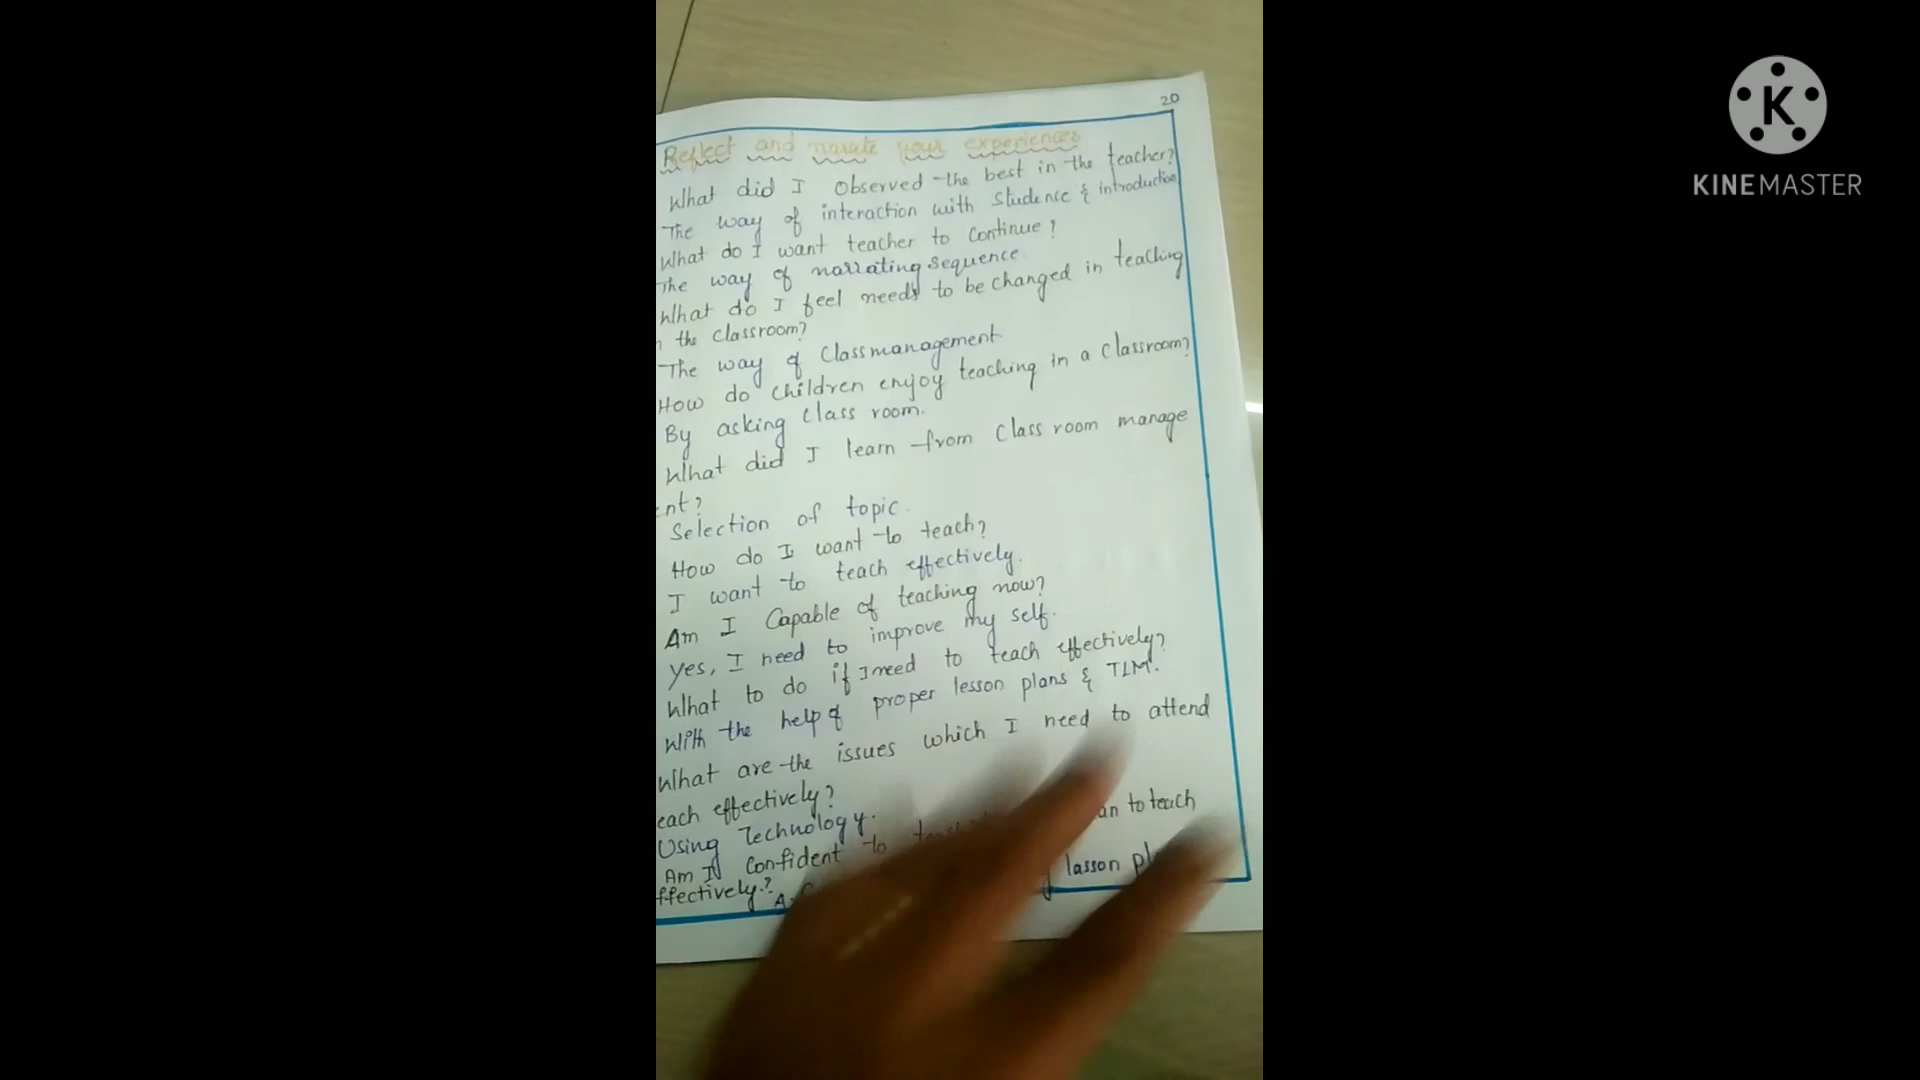 20
Reflect and narate your experiences
What did I observed the best in the teacher?
The way of interaction with studence & introduction
What do I want teacher to continue?
The way of narrating sequence.
What do I feel needs to be changed in teaching
the classroom?
The way of Classmanagement
How do children enjoy teaching in a classroom?
By asking class room.
What did I learn from class room manage
nt?
Selection of topic.
How do I want to teach?
I want to teach effectively.
Am I Capable of teaching now?
Yes, I need to improve my self.
What to do if I need to teach effectively?
With the help of proper lesson plans & TLM.
What are the issues which I need to attend
each effectively?
Using Technology.
Am I Confident to an to teach
ffectively.? A. lasson
K
KINEMASTER